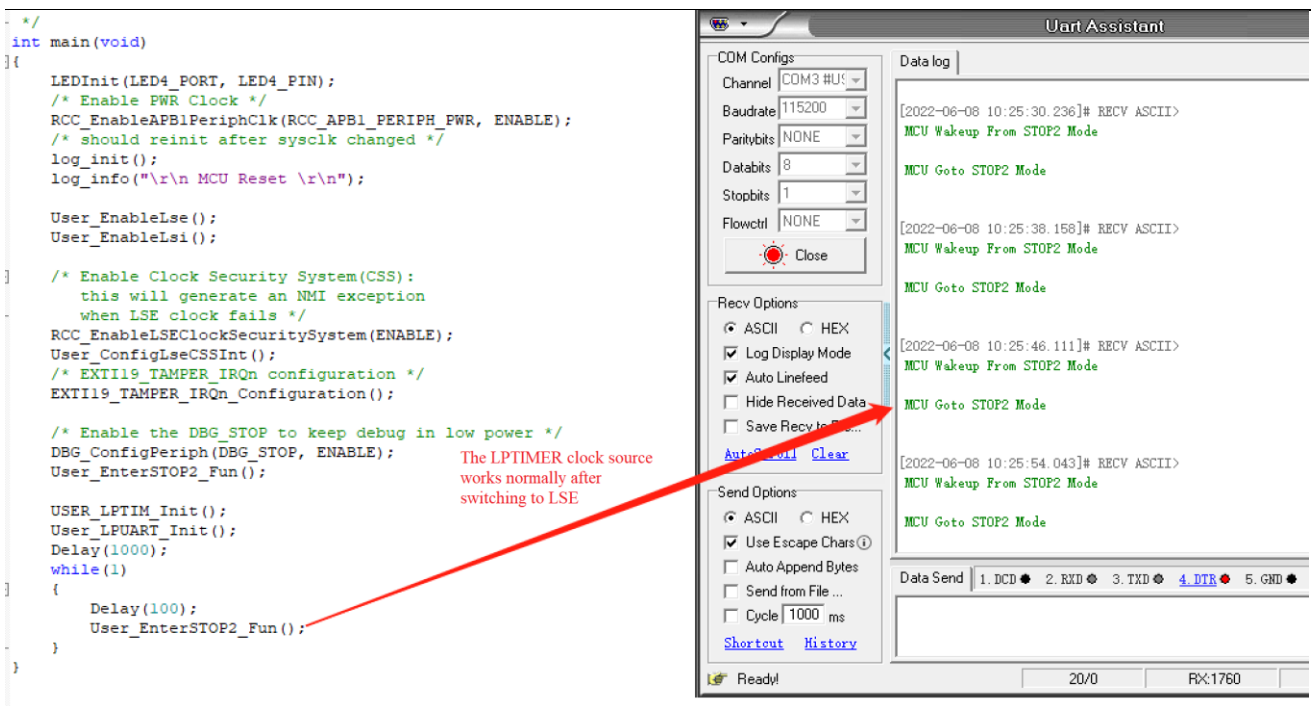 */
int main(void)
{
LEDInit(LED4_PORT, LED4_PIN);
/* Enable PWR Clock */
RCC_EnableAPB1PeriphClk(RCC_APB1_PERIPH_PWR, ENABLE);
/* should reinit after sysclk changed */
log_init();
log_info("\r\n MCU Reset \r\n");
User_EnableLse();
User_EnableLsi();
/* Enable Clock Security System(CSS):
this will generate an NMI exception
when LSE clock fails */
RCC_EnableLSEClockSecuritySystem(ENABLE);
User_ConfigLseCSSInt();
/* EXTI19_TAMPER_IRQn configuration */
EXTI19_TAMPER_IRQn_Configuration();
/* Enable the DBG_STOP to keep debug in low power */
DBG_ConfigPeriph(DBG_STOP, ENABLE);
User_EnterSTOP2_Fun();
USER_LPTIM_Init();
User_LPUART_Init();
Delay(1000);
while(1)
{
Delay(100);
User_EnterSTOP2_Fun();
}
}
The LPTIMER clock source
works normally after
switching to LSE
Uart Assistant
COM Configs
Channel COM3 #US
Baudrate 115200
Paritybits NONE
Databits 8
Stopbits 1
Flowctrl NONE
Close
Recv Options
ASCII HEX
Log Display Mode
Auto Linefeed
Hide Received Data
Save Recv to
AutoScroll Clear
Send Options
ASCII HEX
Use Escape Chars
Auto Append Bytes
Send from File ...
Cycle 1000 ms
Shortcut History
Data log
[2022-06-08 10:25:30.236]# RECV ASCII>
MCU Wakeup From STOP2 Mode
MCU Goto STOP2 Mode
[2022-06-08 10:25:38.158]# RECV ASCII>
MCU Wakeup From STOP2 Mode
MCU Goto STOP2 Mode
[2022-06-08 10:25:46.111]# RECV ASCII>
MCU Wakeup From STOP2 Mode
MCU Goto STOP2 Mode
[2022-06-08 10:25:54.043]# RECV ASCII>
MCU Wakeup From STOP2 Mode
MCU Goto STOP2 Mode
Data Send 1. DCD 2. RXD 3. TXD 4. DTR 5. GND
Ready! 20/0 RX:1760